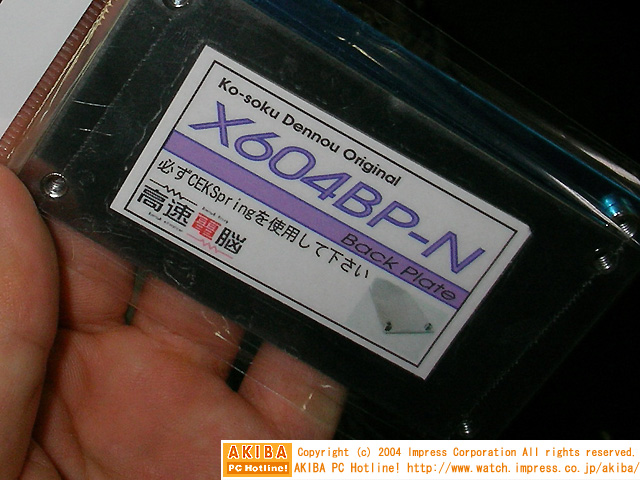 Ko-soku Dennou Original
X604BP-N
Back Plate
必ずCEKSpringを使用して下さい
高速電脳
AKIBA
PC Hotline!
Copyright (c) 2004 Impress Corporation All rights reserved.
AKIBA PC Hotline! http://www.watch.impress.co.jp/akiba/